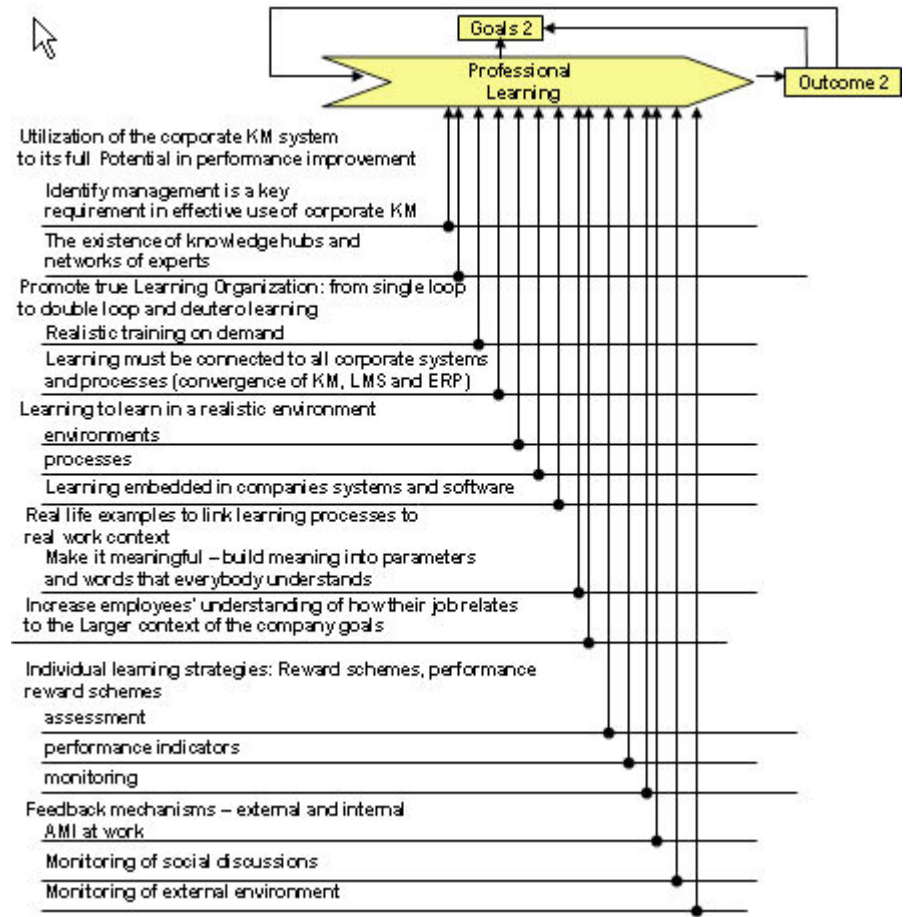 Goals 2
Professional
Learning
Outcome 2
Utilization of the corporate KM system
to its full Potential in performance improvement
Identify management is a key
requirement in effective use of corporate KM
The existence of knowledge hubs and
networks of experts
Promote true Learning Organization: from single loop
to double loop and deutero learning
Realistic training on demand
Learning must be connected to all corporate systems
and processes (convergence of KM, LMS and ERP)
Learning to learn in a realistic environment
environments
processes
Learning embedded in companies systems and software
Real life examples to link learning processes to
real work context
Make it meaningful – build meaning into parameters
and words that everybody understands
Increase employees' understanding of how their job relates
to the Larger context of the company goals
Individual learning strategies: Reward schemes, performance
reward schemes
assessment
performance indicators
monitoring
Feedback mechanisms – external and internal
AMI at work
Monitoring of social discussions
Monitoring of external environment